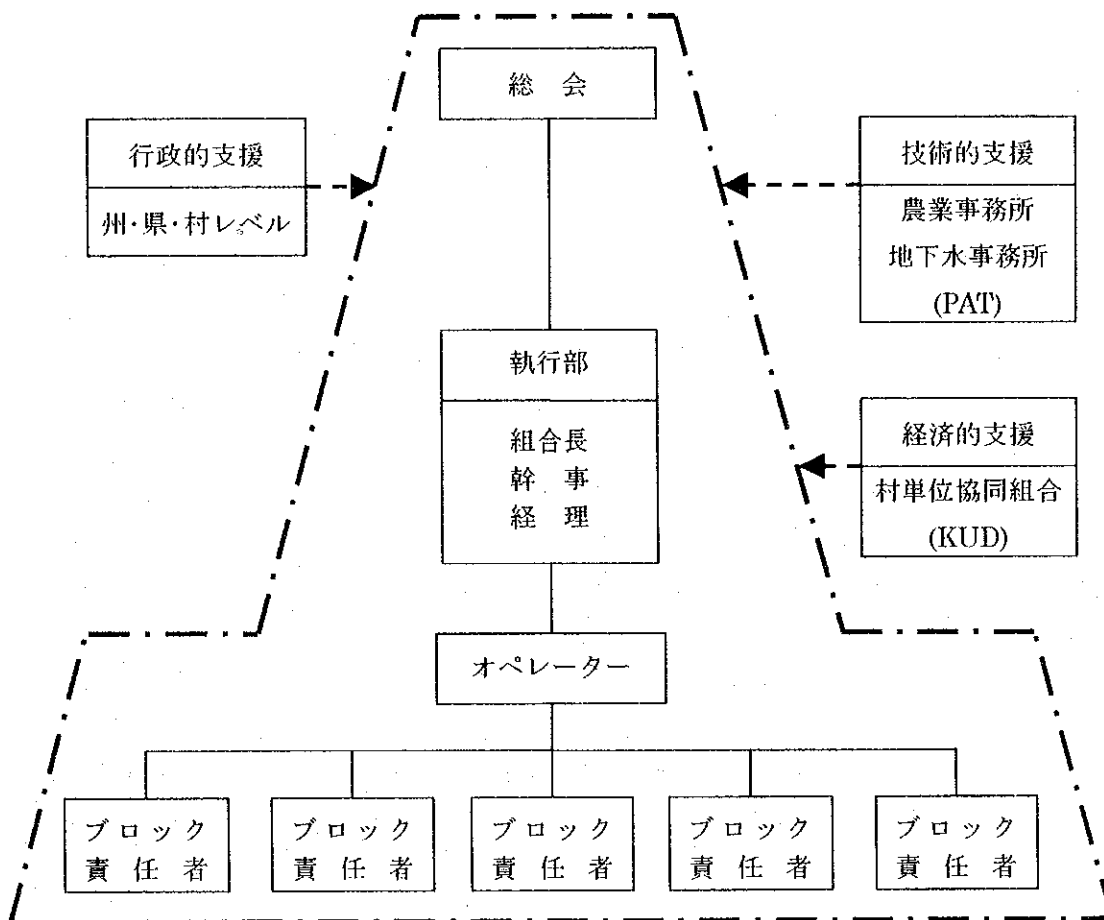 総 会
行政的支援
州・県・村レベル
技術的支援
農業事務所
地下水事務所
(PAT)
執行部
組合長
幹 事
経 理
経済的支援
村単位協同組合
(KUD)
オペレーター
ブロック
責 任 者
ブロック
責 任 者
ブロック
責 任 者
ブロック
責 任 者
ブロック
責 任 者